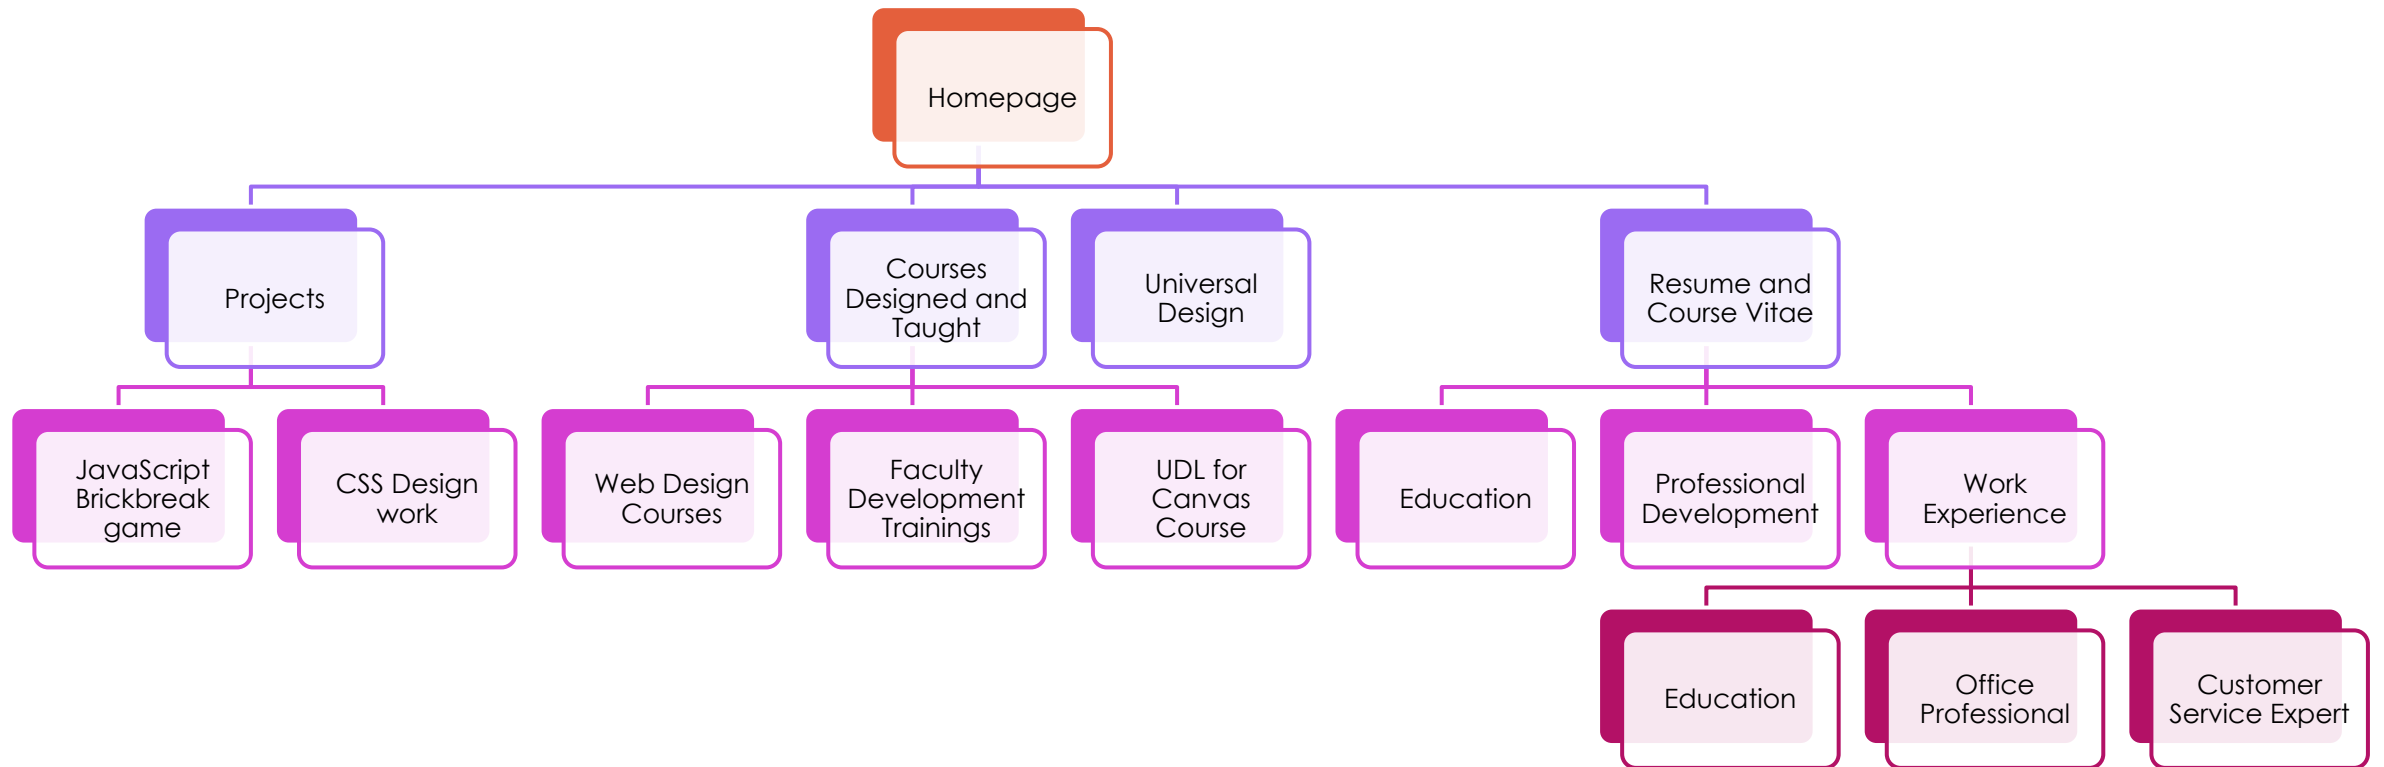 Homepage
Projects
Courses
Designed and
Taught
Universal
Design
Resume and
Course Vitae
JavaScript
Brickbreak
game
CSS Design
work
Web Design
Courses
Faculty
Development
Trainings
UDL for
Canvas
Course
Education
Professional
Development
Work
Experience
Education
Office
Professional
Customer
Service Expert